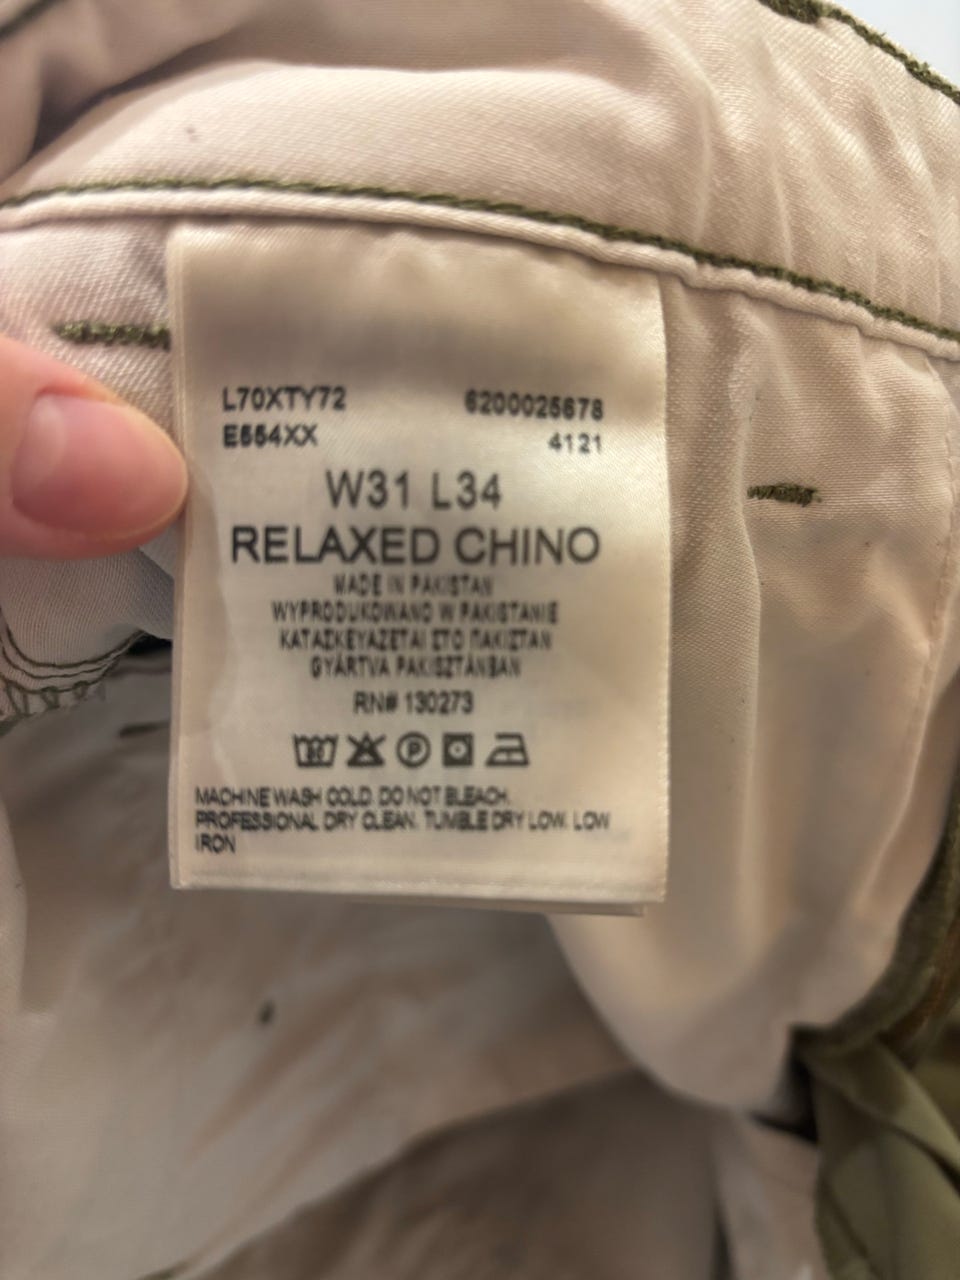 L70XTY72 6200025678
E554XX 4121
W31 L34
RELAXED CHINO
MADE IN PAKISTAN
WYPRODUKOWANO W PAKISTANIE
ΚΑΤΑΣΚΕΥΑΖΕΤΑΙ ΣΤΟ ΠΑΚΙΣΤΑΝ
GYÁRTVA PAKISZTÁNBAN
RN# 130273
MACHINE WASH COLD. DO NOT BLEACH.
PROFESSIONAL DRY CLEAN. TUMBLE DRY LOW. LOW
IRON